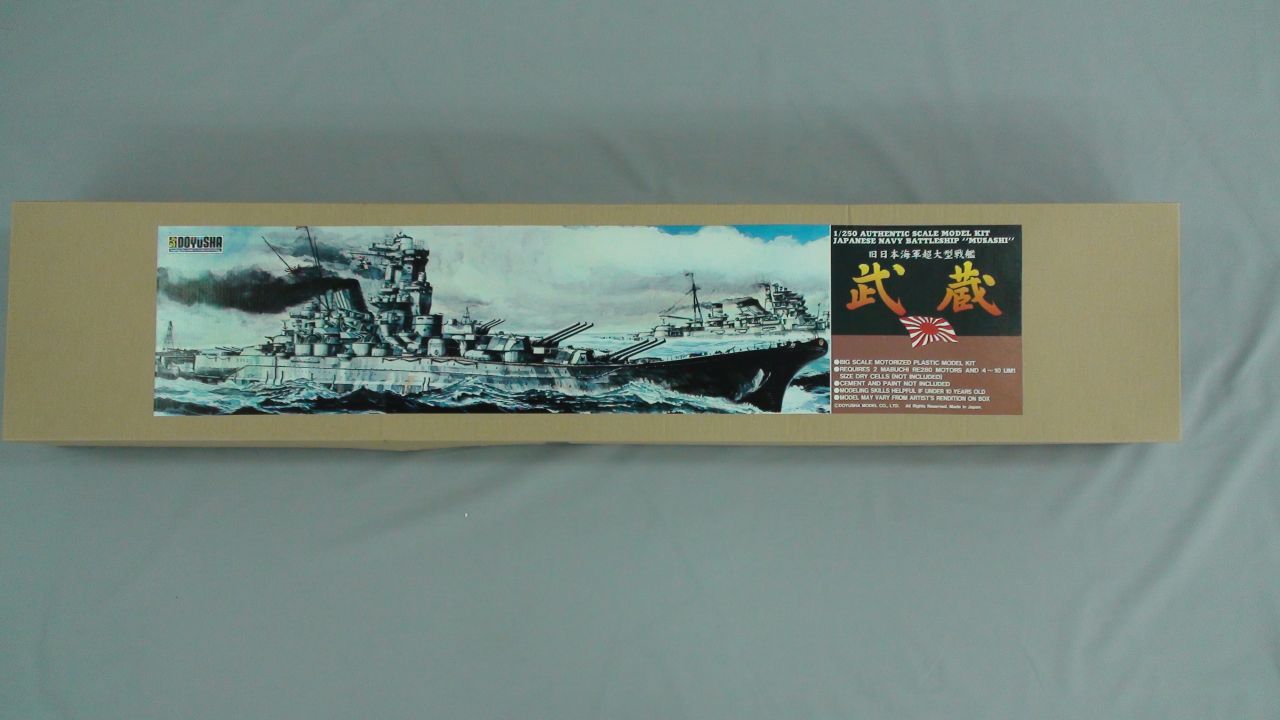 DOYUSHA
1/250 AUTHENTIC SCALE MODEL KIT
JAPANESE NAVY BATTLESHIP "MUSASHI"
旧日本海軍超大型戦艦
武蔵
●BIG SCALE MOTORIZED PLASTIC MODEL KIT
●REQUIRES 2 MABUCHI RE280 MOTORS AND 4~10 UM1
SIZE DRY CELLS (NOT INCLUDED)
●CEMENT AND PAINT NOT INCLUDED
●MODELING SKILLS HELPFUL IF UNDER 10 YEARS OLD
●MODEL MAY VARY FROM ARTIST'S RENDITION ON BOX
©DOYUSHA MODEL CO., LTD. All Rights Reserved. Made in Japan.